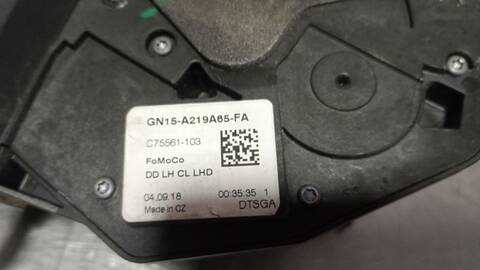 GN15-A219A65-FA
C75561-103
FoMoCo
DD LH CL LHD
04.09.18 00:35:35 1
Made in CZ DTSGA